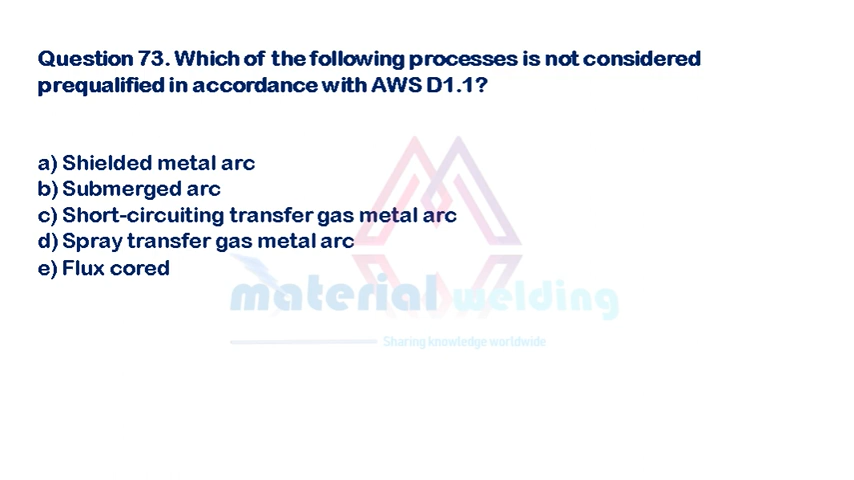 Question 73. Which of the following processes is not considered
prequalified in accordance with AWS D1.1?
a) Shielded metal arc
b) Submerged arc
c) Short-circuiting transfer gas metal arc
d) Spray transfer gas metal arc
e) Flux cored
material welding
Sharing knowledge worldwide